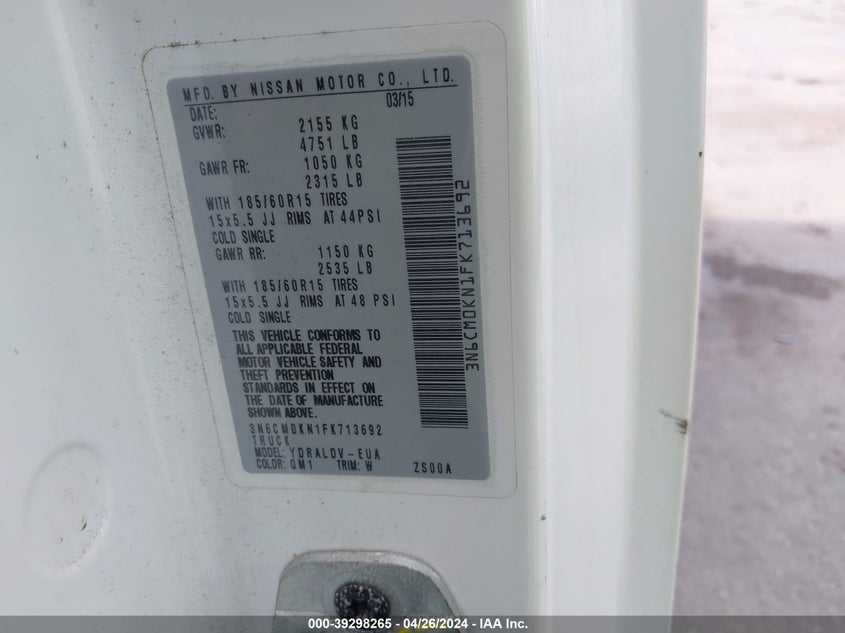 MFD. BY NISSAN MOTOR CO., LTD.
DATE: 03/15
GVWR: 2155 KG
4751 LB
GAWR FR: 1050 KG
2315 LB
WITH 185/60R15 TIRES
15x5.5 JJ RIMS AT 44PSI
COLD SINGLE
GAWR RR: 1150 KG
2535 LB
WITH 185/60R15 TIRES
15x5.5 JJ RIMS AT 48 PSI
COLD SINGLE
THIS VEHICLE CONFORMS TO
ALL APPLICABLE FEDERAL
MOTOR VEHICLE SAFETY AND
THEFT PREVENTION
STANDARDS IN EFFECT ON
THE DATE OF MANUFACTURE
SHOWN ABOVE.
3N6CM0KN1FK713692
TRUCK
MODEL: YDRALDV-EUA
COLOR: QM1 TRIM: W ZS00A
3N6CM0KN1FK713692
000-39298265 - 04/26/2024 - IAA Inc.